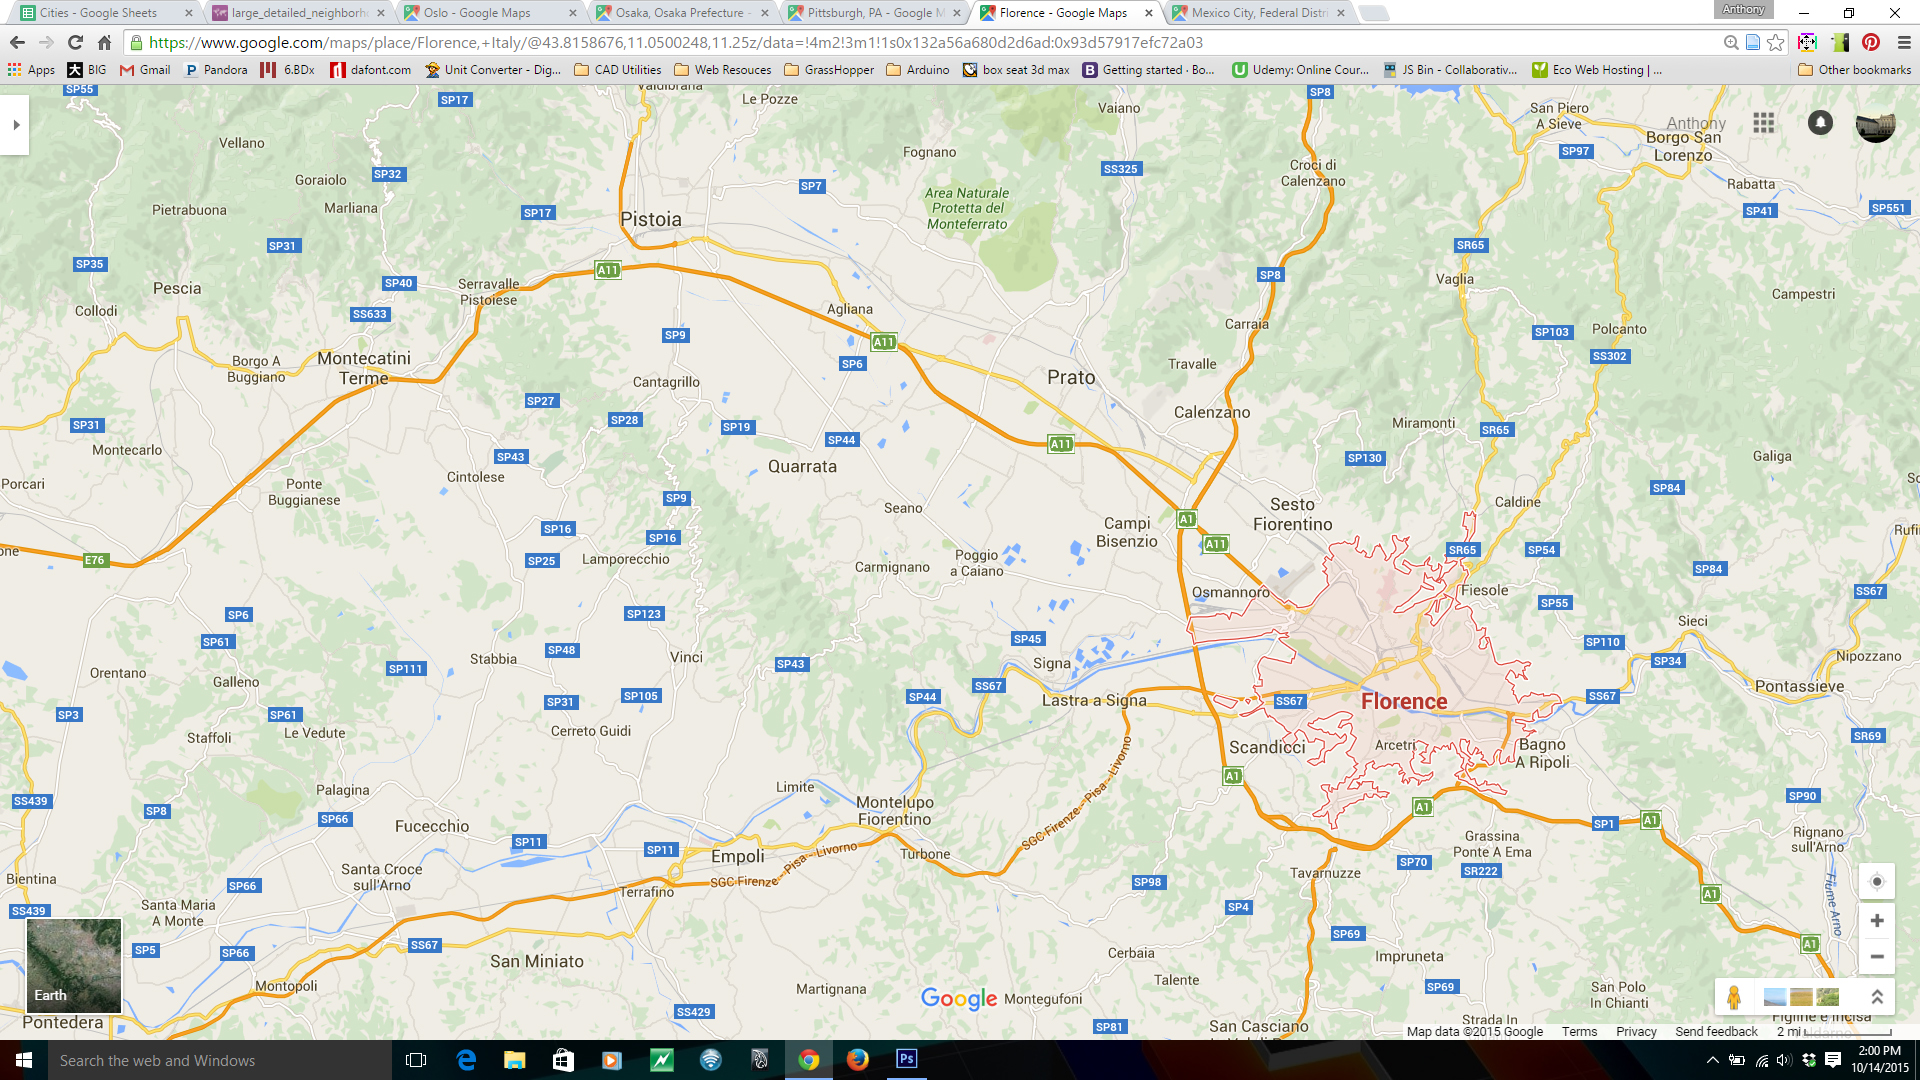 Cities - Google Sheets
large_detailed_neighborh
Oslo - Google Maps
Osaka, Osaka Prefecture -
Pittsburgh, PA - Google M
Florence - Google Maps
Mexico City, Federal Distri
Anthony
https://www.google.com/maps/place/Florence,+Italy/@43.8158676,11.0500248,11.25z/data=!4m2!3m1!1s0x132a56a680d2d6ad:0x93d57917efc72a03
Apps
BIG
Gmail
Pandora
6.BDx
dafont.com
Unit Converter - Dig...
CAD Utilities
Web Resouces
GrassHopper
Arduino
box seat 3d max
Getting started · Bo...
Udemy: Online Cour...
JS Bin - Collaborativ...
Eco Web Hosting | ...
Other bookmarks
SP55
SP17
Valdibrana
Le Pozze
Vaiano
SP8
San Piero
A Sieve
Anthony
Borgo San
Lorenzo
Vellano
SP32
Goraiolo
Marliana
Pietrabuona
SP17
SP7
Fognano
SS325
Croci di
Calenzano
SP97
Rabatta
SP41
SP551
Area Naturale
Protetta del
Monteferrato
Pistoia
SP31
SP35
SP40
A11
SR65
SP8
Vaglia
Pescia
Serravalle
Pistoiese
Campestri
Collodi
SS633
Agliana
Carraia
SP103
Polcanto
SP9
A11
SS302
Borgo A
Buggiano
Montecatini
Terme
SP6
Travalle
Cantagrillo
Prato
SP27
SP28
SP19
SP44
Calenzano
Miramonti
SR65
SP31
Montecarlo
SP43
A11
SP130
Galiga
Cintolese
Quarrata
Porcari
Ponte
Buggianese
SP9
SP84
Caldine
Seano
Sesto
Fiorentino
Campi
Bisenzio
A1
SP16
SP16
A11
Rufin
E76
SP25
Lamporecchio
Poggio
a Caiano
Carmignano
SR65
SP54
SP84
Osmannoro
Fiesole
SS67
SP55
SP6
SP61
SP123
Sieci
SP45
SP110
SP48
Stabbia
Vinci
SP43
Signa
SP34
Nipozzano
Orentano
SP111
Galleno
SP44
SS67
Pontassieve
SP105
SP31
Lastra a Signa
SS67
Florence
SS67
SP3
SP61
Le Vedute
Staffoli
Cerreto Guidi
Scandicci
Arcetri
Bagno
A Ripoli
SR69
A1
SGC Firenze - Pisa - Livorno
Limite
Palagina
SS439
SP8
Montelupo
Fiorentino
A1
SP90
SP66
Fucecchio
SP1
A1
SP11
SP11
Empoli
Turbone
Grassina
Ponte A Ema
Rignano
sull'Arno
SP70
SR222
Santa Croce
sull'Arno
SGC Firenze - Pisa - Livorno
Bientina
SP66
Terrafino
SP98
Tavarnuzze
A1
Fiume Arno
SS439
Santa Maria
A Monte
SP4
SP69
SP5
SP66
SS67
A1
Cerbaia
Impruneta
San Miniato
Earth
Montopoli
Martignana
Google
Montegufoni
Talente
SP69
San Polo
In Chianti
SS429
Pontedera
SP81
San Casciano
Strada In
Map data ©2015 Google
Terms
Privacy
Send feedback
2 mi
Search the web and Windows
2:00 PM
10/14/2015